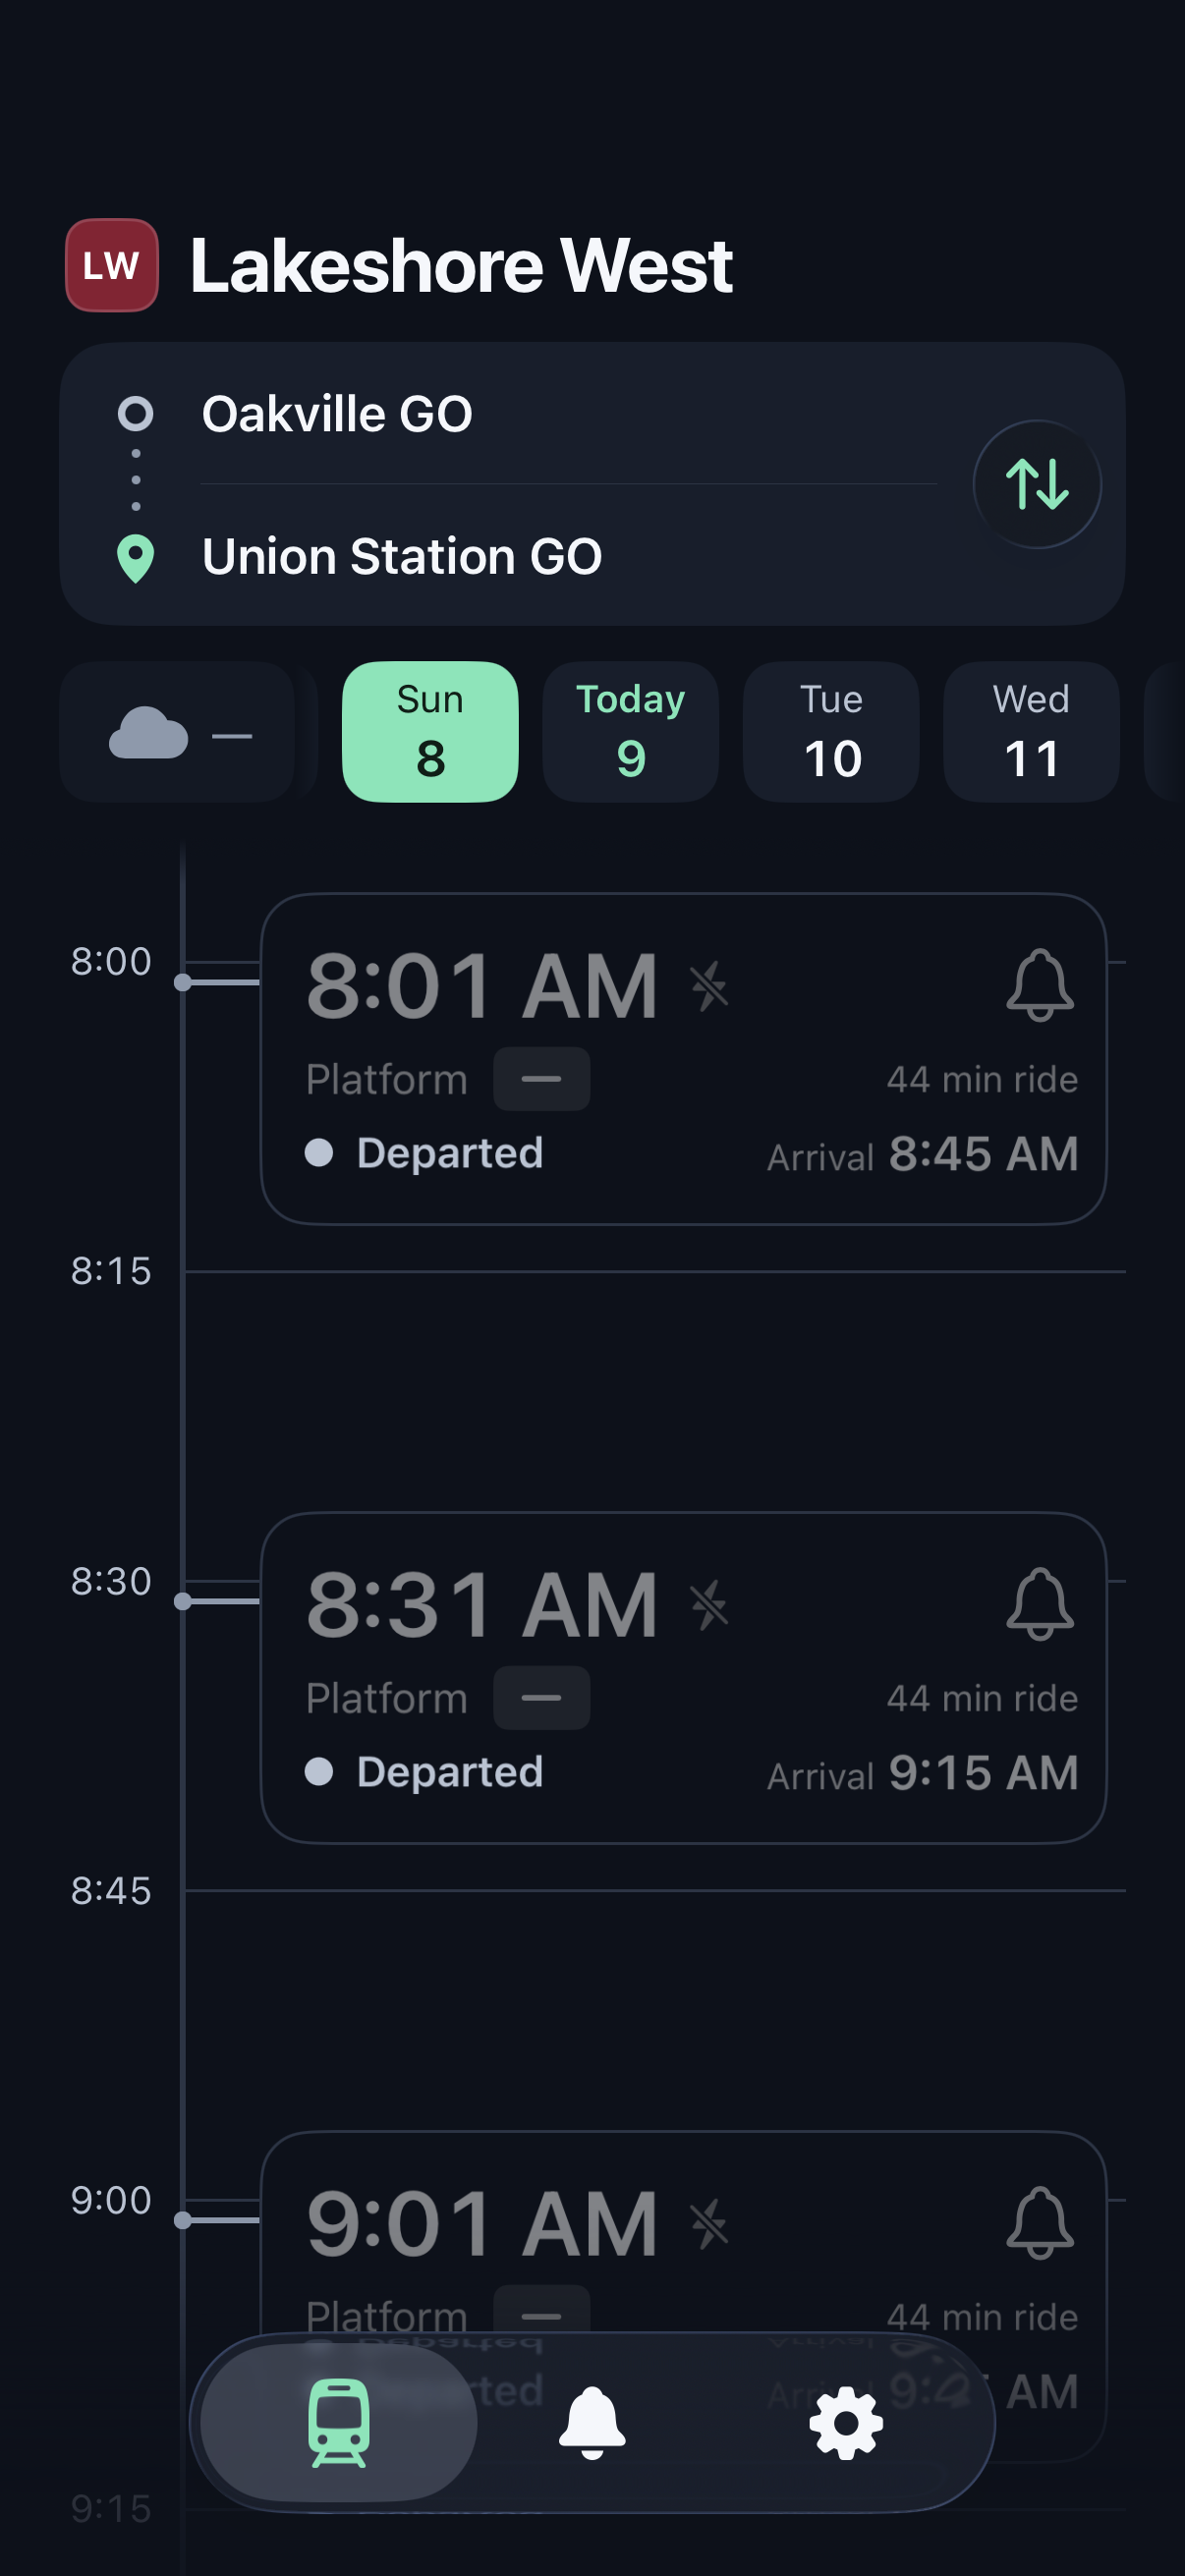 LW Lakeshore West
Oakville GO
Union Station GO
— Sun Today Tue Wed
8 9 10 11
8:00
8:01 AM
Platform — 44 min ride
Departed Arrival 8:45 AM
8:15
8:30
8:31 AM
Platform — 44 min ride
Departed Arrival 9:15 AM
8:45
9:00
9:01 AM
Platform — 44 min ride
AM
9:15